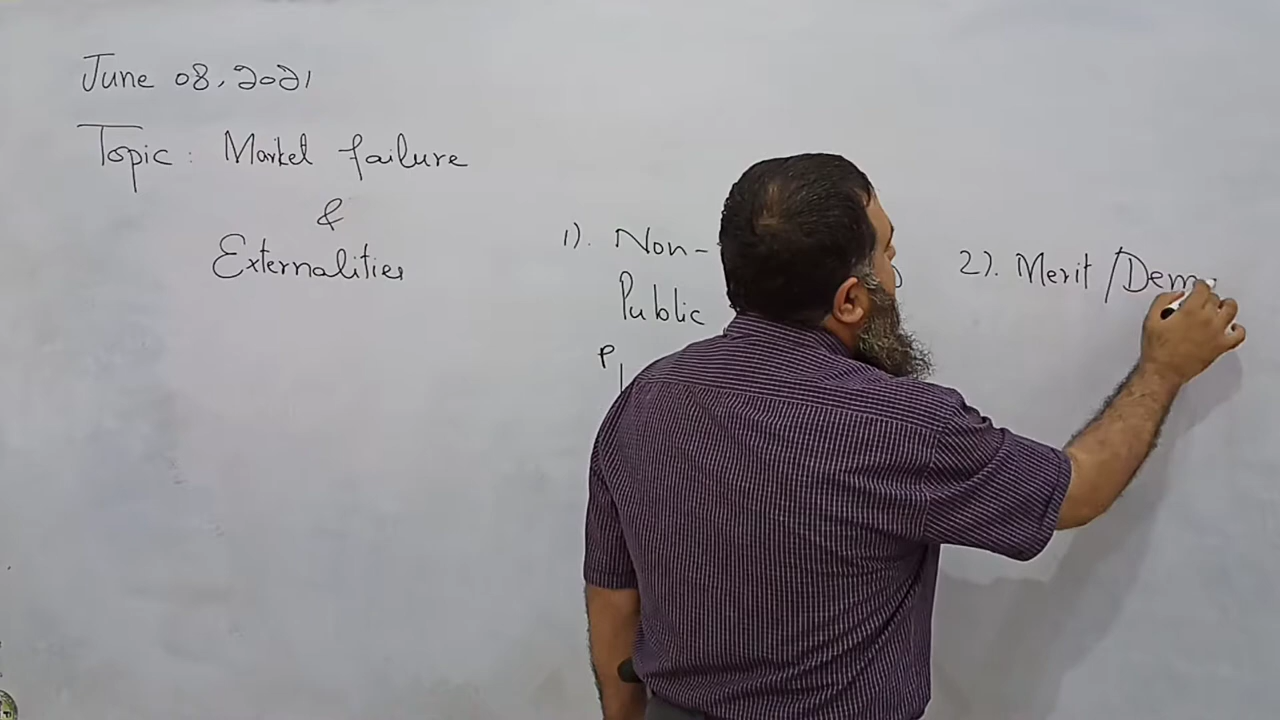 June 08, 2021
Topic: Market failure
&
Externalities
1). Non-
Public
P
2). Merit /Dem